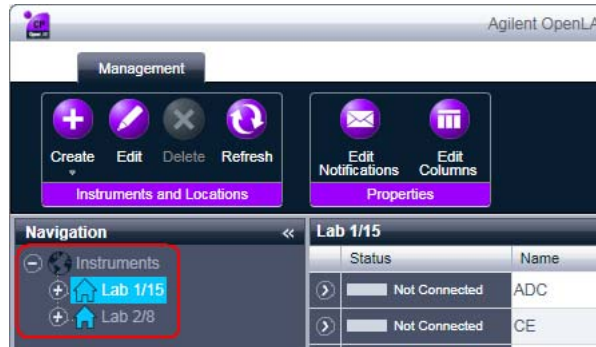 Agilent OpenLA
Management
Create Edit Delete Refresh
Edit Notifications
Edit Columns
Instruments and Locations
Properties
Navigation «
Lab 1/15
Instruments
Lab 1/15
Lab 2/8
Status Name
Not Connected ADC
Not Connected CE